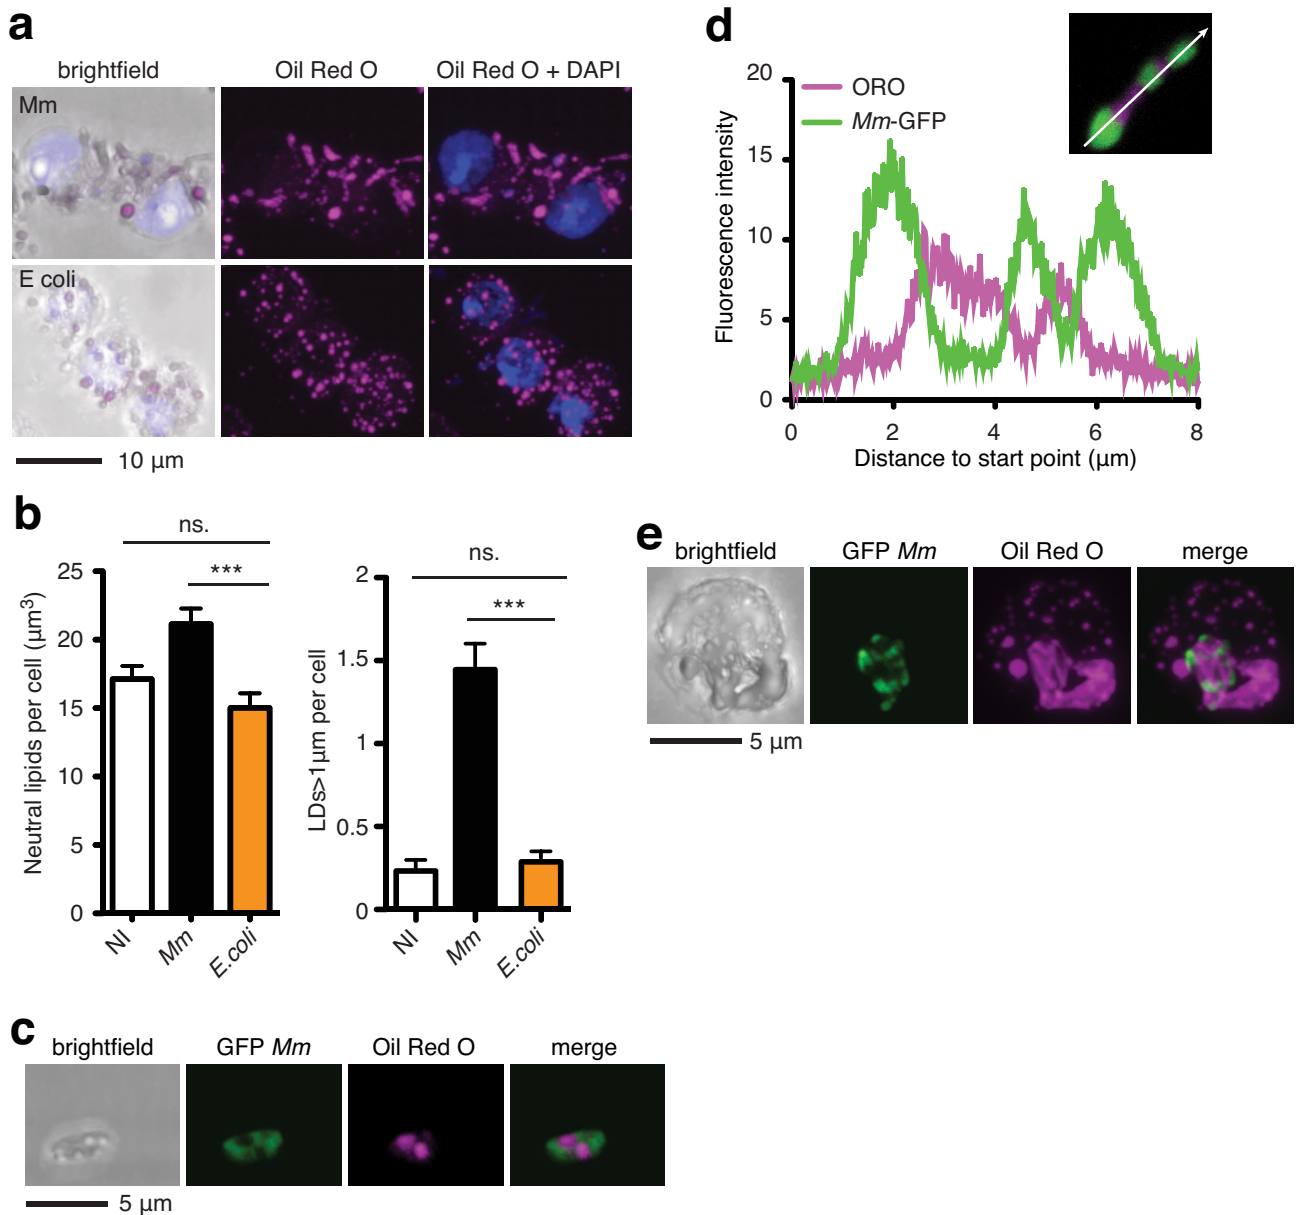 a
brightfield Oil Red O Oil Red O + DAPI
Mm
E coli
10 µm
b
ns.
***
Neutral lipids per cell (µm³)
25
20
15
10
5
0
NI Mm E.coli
ns.
***
LDs>1µm per cell
2
1.5
1
0.5
0
NI Mm E.coli
c
brightfield GFP Mm Oil Red O merge
5 µm
d
ORO
Mm-GFP
Fluorescence intensity
20
15
10
5
0
0 2 4 6 8
Distance to start point (µm)
e
brightfield GFP Mm Oil Red O merge
5 µm